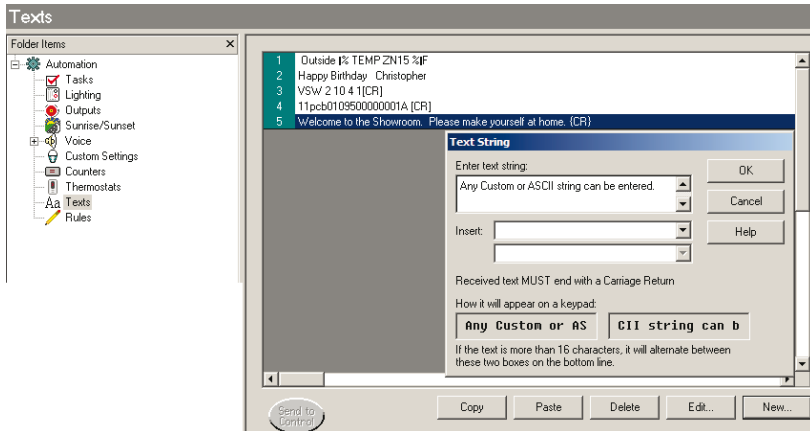 Texts
Folder Items X
Automation
Tasks
Lighting
Outputs
Sunrise/Sunset
Voice
Custom Settings
Counters
Thermostats
Aa Texts
Rules
1 Outside |% TEMP ZN15 %|F
2 Happy Birthday Christopher
3 VSW 2 10 4 1[CR]
4 11pcb0109500000001A [CR]
5 Welcome to the Showroom. Please make yourself at home. {CR}
Text String
Enter text string:
Any Custom or ASCII string can be entered.
OK
Cancel
Insert:
Help
Received text MUST end with a Carriage Return
How it will appear on a keypad:
Any Custom or AS CII string can b
If the text is more than 16 characters, it will alternate between
these two boxes on the bottom line.
Send to
Control
Copy Paste Delete Edit... New...